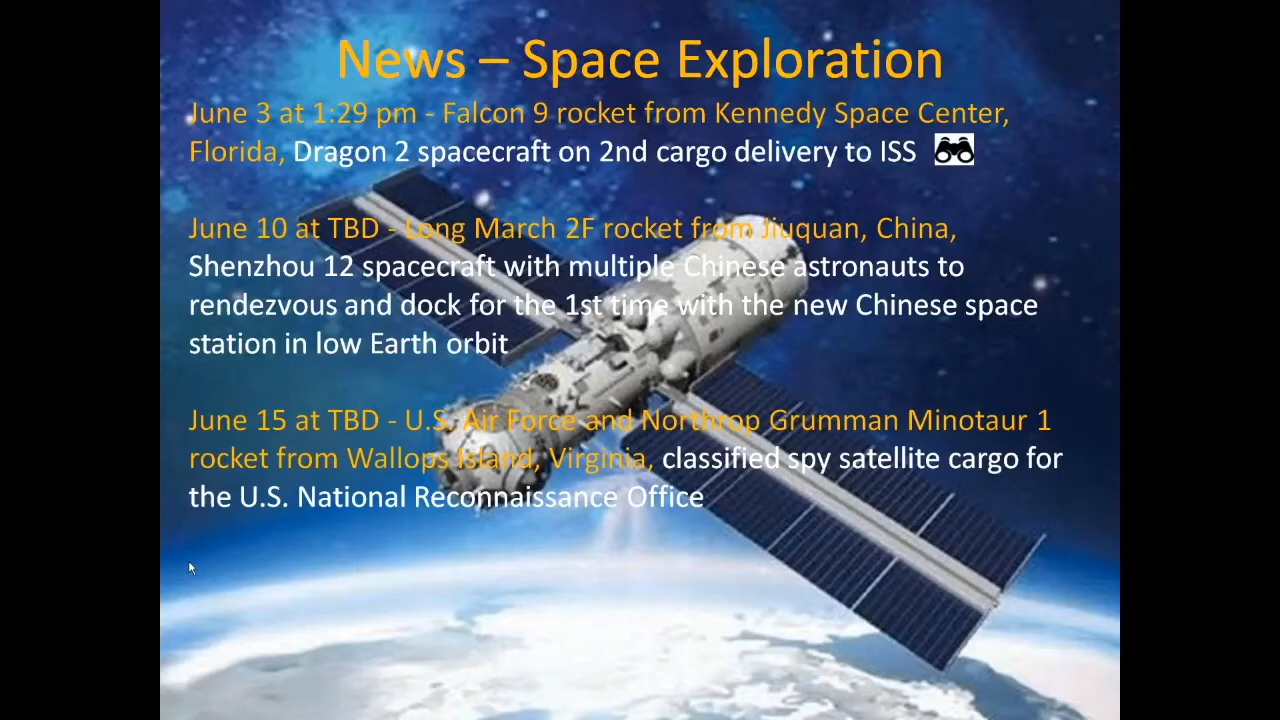 News – Space Exploration
June 3 at 1:29 pm - Falcon 9 rocket from Kennedy Space Center,
Florida, Dragon 2 spacecraft on 2nd cargo delivery to ISS
June 10 at TBD - Long March 2F rocket from Jiuquan, China,
Shenzhou 12 spacecraft with multiple Chinese astronauts to
rendezvous and dock for the 1st time with the new Chinese space
station in low Earth orbit
June 15 at TBD - U.S. Air Force and Northrop Grumman Minotaur 1
rocket from Wallops Island, Virginia, classified spy satellite cargo for
the U.S. National Reconnaissance Office